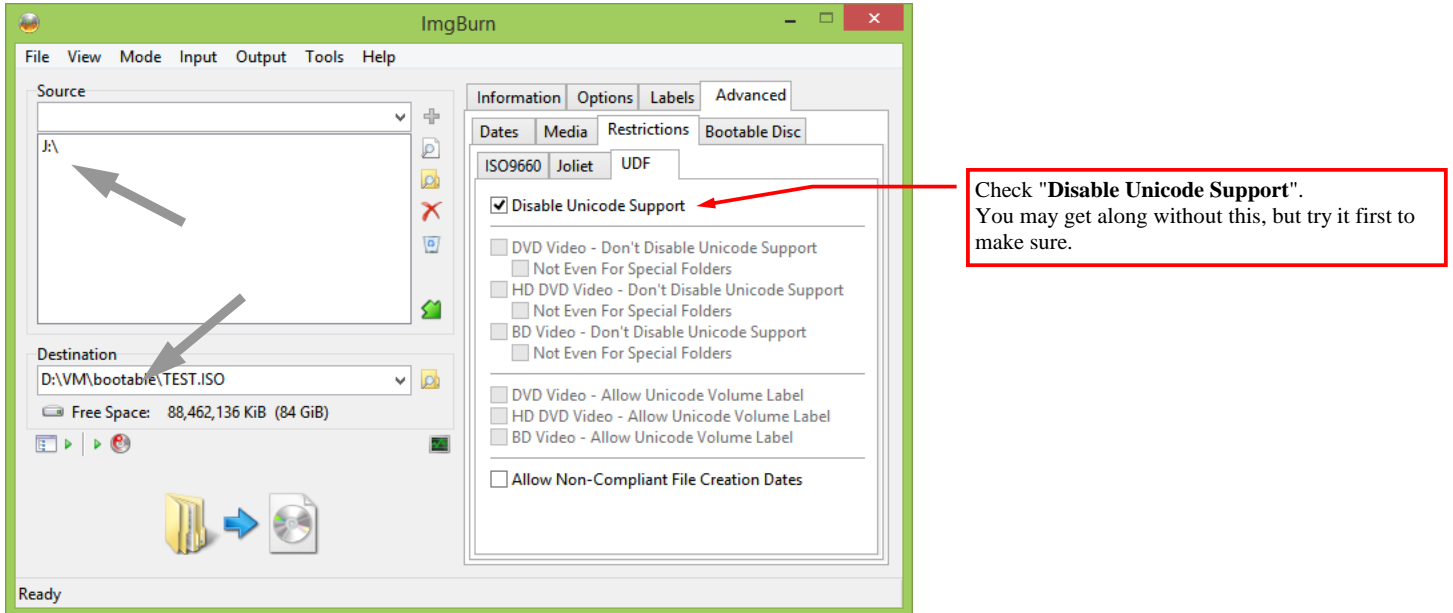 ImgBurn
File View Mode Input Output Tools Help
Source
J:\
Destination
D:\VM\bootable\TEST.ISO
Free Space: 88,462,136 KiB (84 GiB)
Information Options Labels Advanced
Dates Media Restrictions Bootable Disc
ISO9660 Joliet UDF
Disable Unicode Support
DVD Video - Don't Disable Unicode Support
Not Even For Special Folders
HD DVD Video - Don't Disable Unicode Support
Not Even For Special Folders
BD Video - Don't Disable Unicode Support
Not Even For Special Folders
DVD Video - Allow Unicode Volume Label
HD DVD Video - Allow Unicode Volume Label
BD Video - Allow Unicode Volume Label
Allow Non-Compliant File Creation Dates
Ready
Check "Disable Unicode Support".
You may get along without this, but try it first to
make sure.